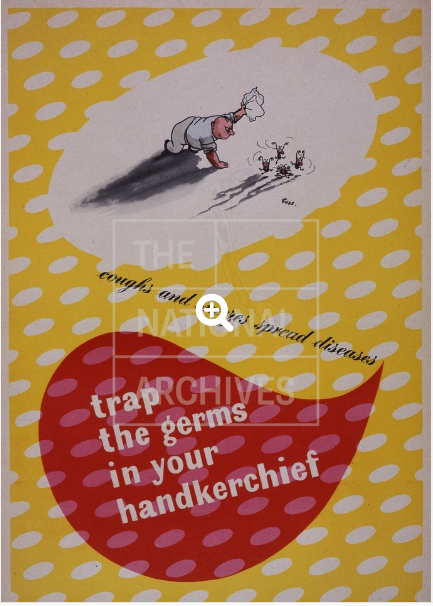 coughs and spread diseases
THE
NATIONAL
ARCHIVES
trap
the germs
in your
handkerchief